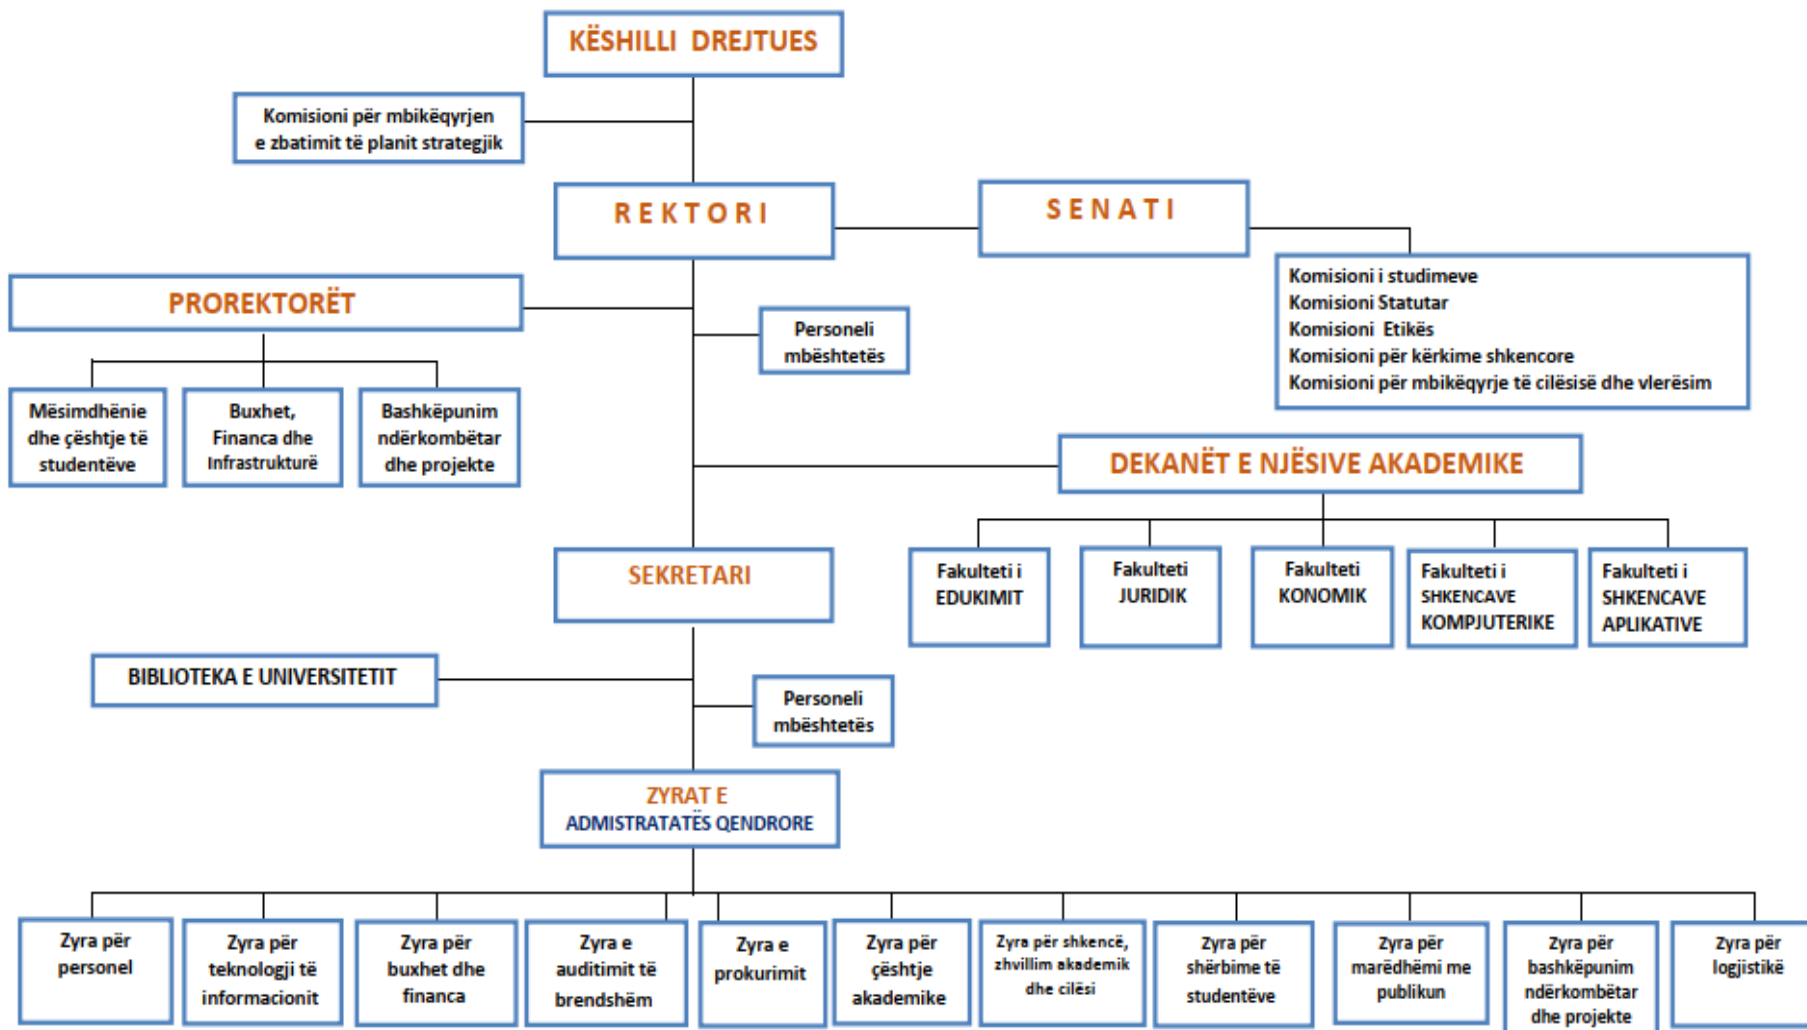 KËSHILLI DREJTUES
Komisioni për mbikëqyrjen
e zbatimit të planit strategjik
R E K T O R I
S E N A T I
Komisioni i studimeve
Komisioni Statutar
Komisioni Etikës
Komisioni për kërkime shkencore
Komisioni për mbikëqyrje të cilësisë dhe vlerësim
PROREKTORËT
Personeli
mbështetës
Mësimdhënie
dhe çështje të
studentëve
Buxhet,
Financa dhe
Infrastrukturë
Bashkëpunim
ndërkombëtar
dhe projekte
DEKANËT E NJËSIVE AKADEMIKE
SEKRETARI
Fakulteti i
EDUKIMIT
Fakulteti
JURIDIK
Fakulteti
KONOMIK
Fakulteti i
SHKENCAVE
KOMPJUTERIKE
Fakulteti i
SHKENCAVE
APLIKATIVE
BIBLIOTEKA E UNIVERSITETIT
Personeli
mbështetës
ZYRAT E
ADMISTRATATËS QENDRORE
Zyra për
personel
Zyra për
teknologji të
informacionit
Zyra për
buxhet dhe
financa
Zyra e
auditimit të
brendshëm
Zyra e
prokurimit
Zyra për
çështje
akademike
Zyra për shkencë,
zhvillim akademik
dhe cilësi
Zyra për
shërbime të
studentëve
Zyra për
marëdhëmi me
publikun
Zyra për
bashkëpunim
ndërkombëtar
dhe projekte
Zyra për
logjistikë